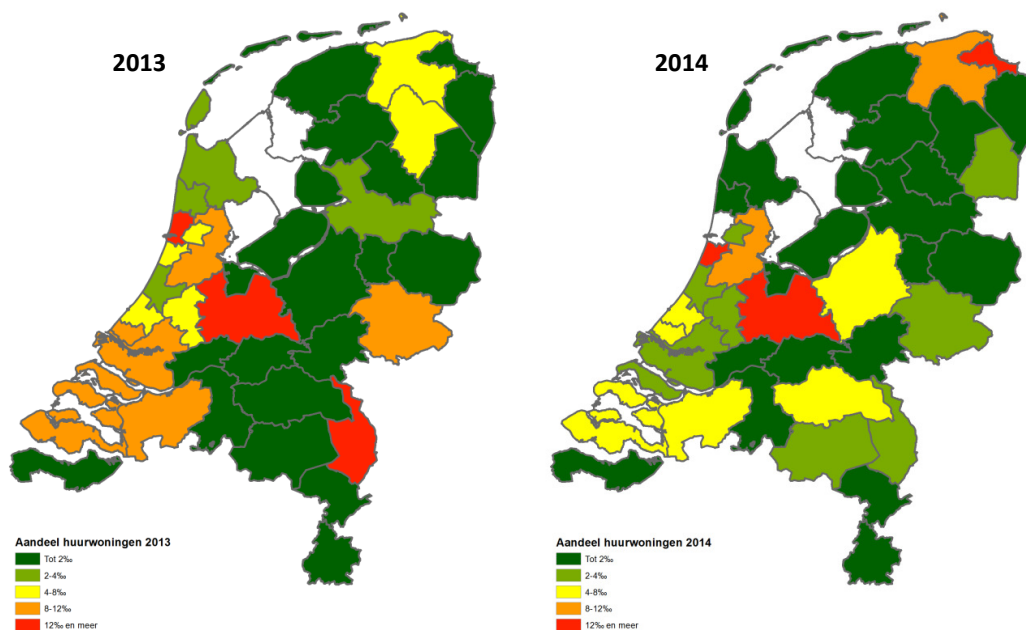 2013
2014
Aandeel huurwoningen 2013
Tot 2‰
2-4‰
4-8‰
8-12‰
12‰ en meer
Aandeel huurwoningen 2014
Tot 2‰
2-4‰
4-8‰
8-12‰
12‰ en meer